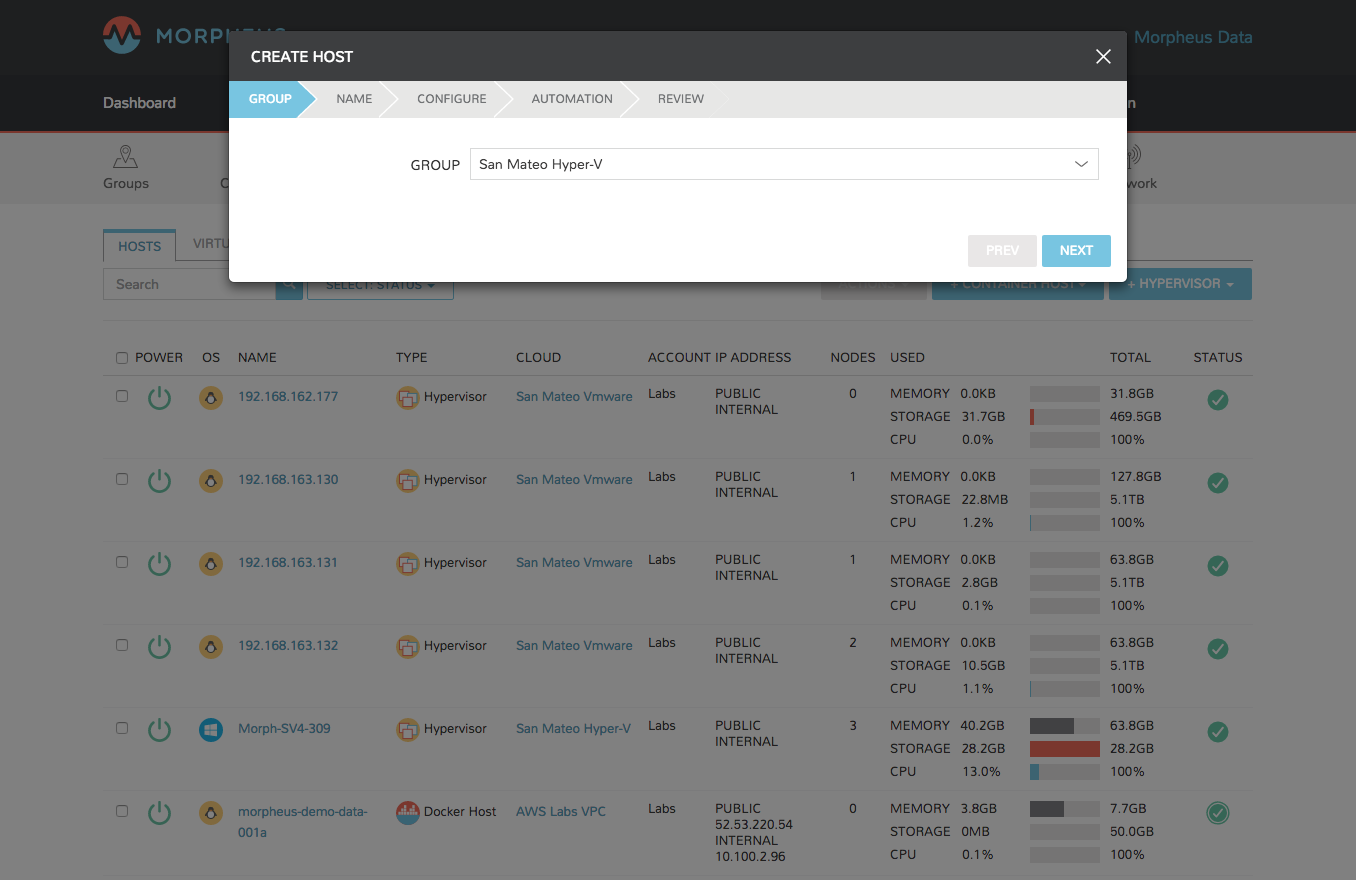 MORPHEUS
Morpheus Data
CREATE HOST
Dashboard
GROUP NAME CONFIGURE AUTOMATION REVIEW
GROUP San Mateo Hyper-V
Groups
PREV NEXT
HOSTS
Search
SELECT: STATUS
ACTIONS
+ CONTAINER HOST
+ HYPERVISOR
POWER OS NAME TYPE CLOUD ACCOUNT IP ADDRESS NODES USED TOTAL STATUS
192.168.162.177 Hypervisor San Mateo Vmware Labs PUBLIC 0 MEMORY 0.0KB 31.8GB
INTERNAL STORAGE 31.7GB 469.5GB
CPU 0.0% 100%
192.168.163.130 Hypervisor San Mateo Vmware Labs PUBLIC 1 MEMORY 0.0KB 127.8GB
INTERNAL STORAGE 22.8MB 5.1TB
CPU 1.2% 100%
192.168.163.131 Hypervisor San Mateo Vmware Labs PUBLIC 1 MEMORY 0.0KB 63.8GB
INTERNAL STORAGE 2.8GB 5.1TB
CPU 0.1% 100%
192.168.163.132 Hypervisor San Mateo Vmware Labs PUBLIC 2 MEMORY 0.0KB 63.8GB
INTERNAL STORAGE 10.5GB 5.1TB
CPU 1.1% 100%
Morph-SV4-309 Hypervisor San Mateo Hyper-V Labs PUBLIC 3 MEMORY 40.2GB 63.8GB
INTERNAL STORAGE 28.2GB 28.2GB
CPU 13.0% 100%
morpheus-demo-data- Docker Host AWS Labs VPC Labs PUBLIC 0 MEMORY 3.8GB 7.7GB
001a 52.53.220.54 STORAGE 0MB 50.0GB
INTERNAL CPU 0.1% 100%
10.100.2.96